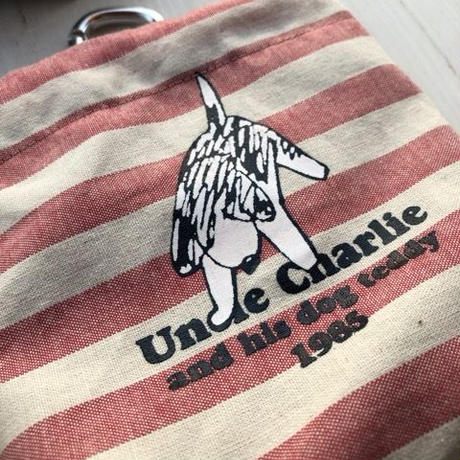 Uncle Charlie
and his dog teddy
1985